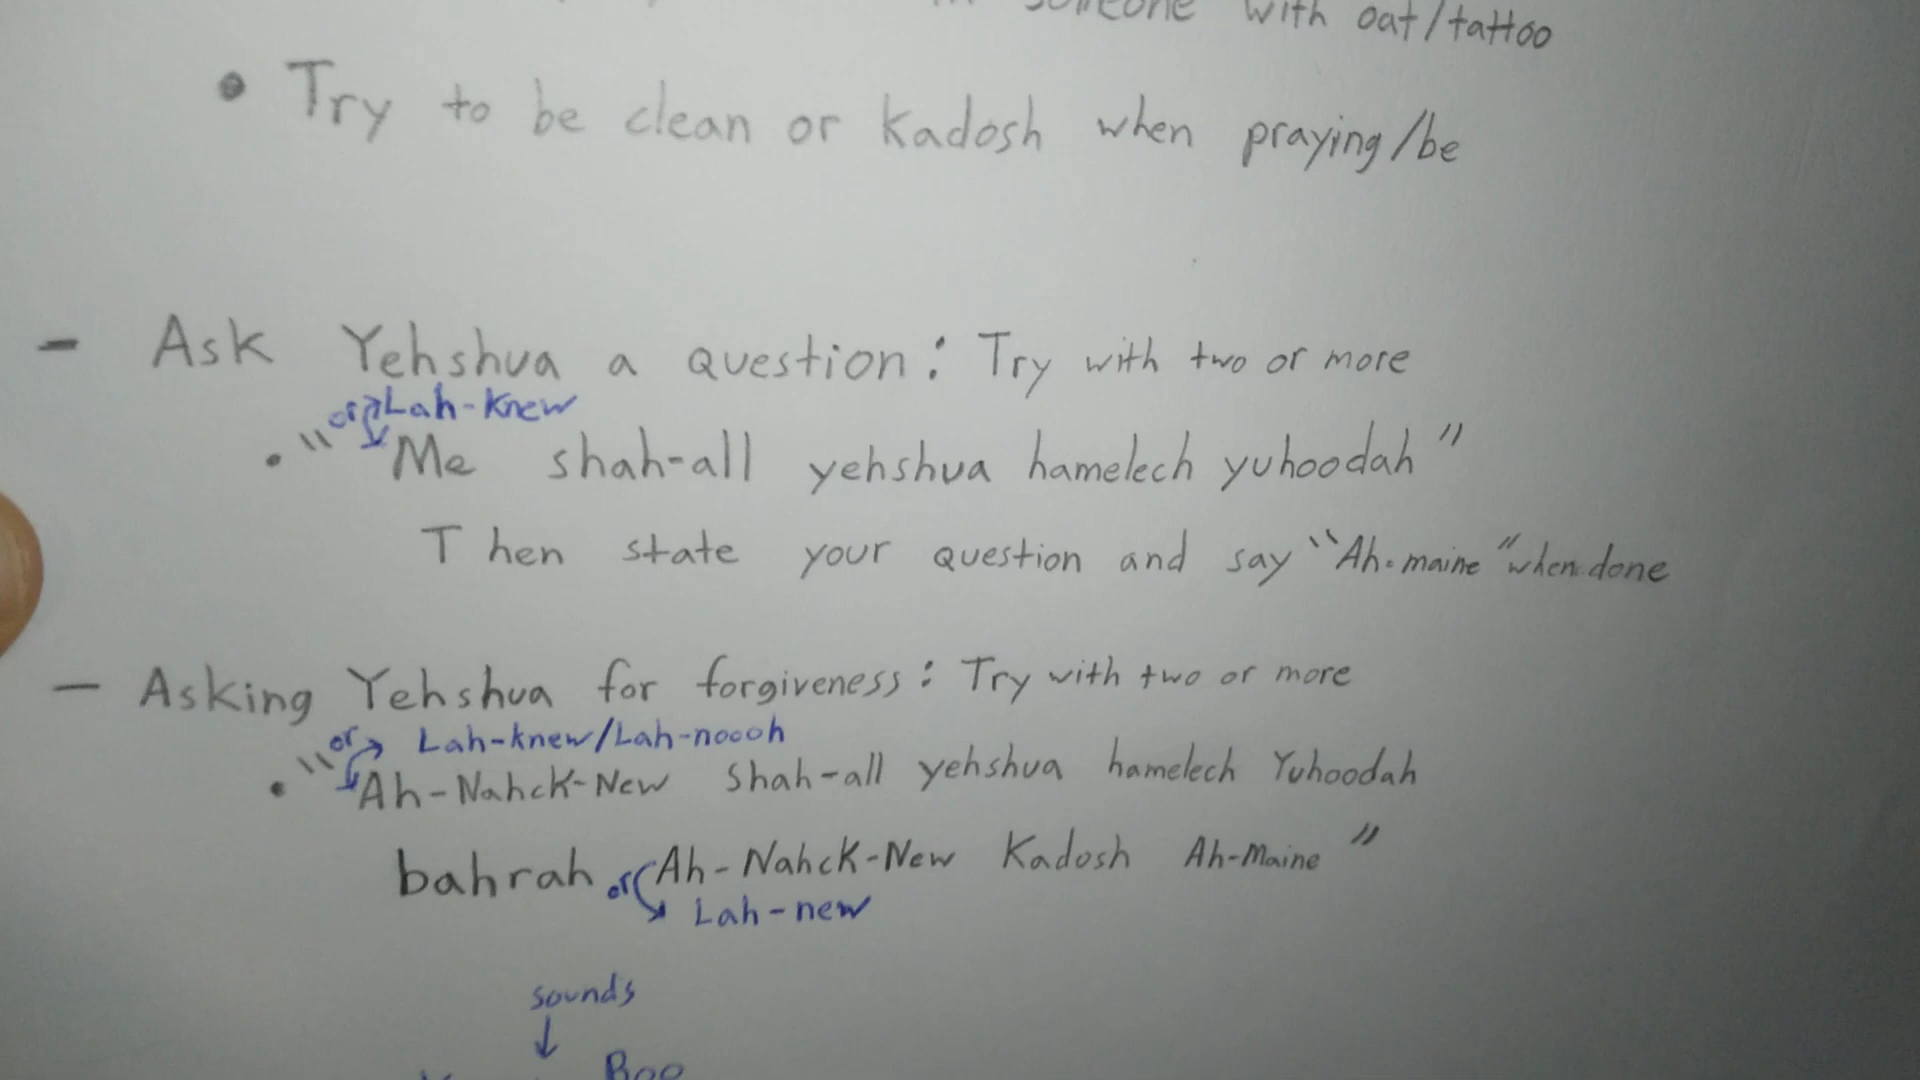 someone with oat/tattoo
• Try to be clean or Kadosh when praying/be
- Ask Yehshua a question: Try with two or more
or Lah-Knew
• "Me shah-all yehshua hamelech yuhoodah"
Then state your question and say "Ah-maine" when done
- Asking Yehshua for forgiveness: Try with two or more
or Lah-knew/Lah-noooh
• "Ah-Nahck-New Shah-all yehshua hamelech Yuhoodah
bahrah or Ah-Nahck-New Kadosh Ah-Maine"
Lah-new
sounds
Boo